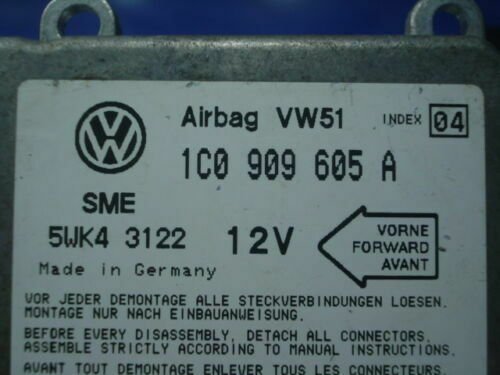 Airbag VW51 INDEX 04
1C0 909 605 A
SME
5WK4 3122 12V
VORNE
FORWARD
AVANT
Made in Germany
VOR JEDER DEMONTAGE ALLE STECKVERBINDUNGEN LOESEN.
MONTAGE NUR NACH EINBAUANWEISUNG.
BEFORE EVERY DISASSEMBLY, DETACH ALL CONNECTORS.
ASSEMBLE STRICTLY ACCORDING TO MANUAL INSTRUCTIONS.
AVANT TOUT DEMONTAGE ENLEVER TOUS LES CONNECTEURS.